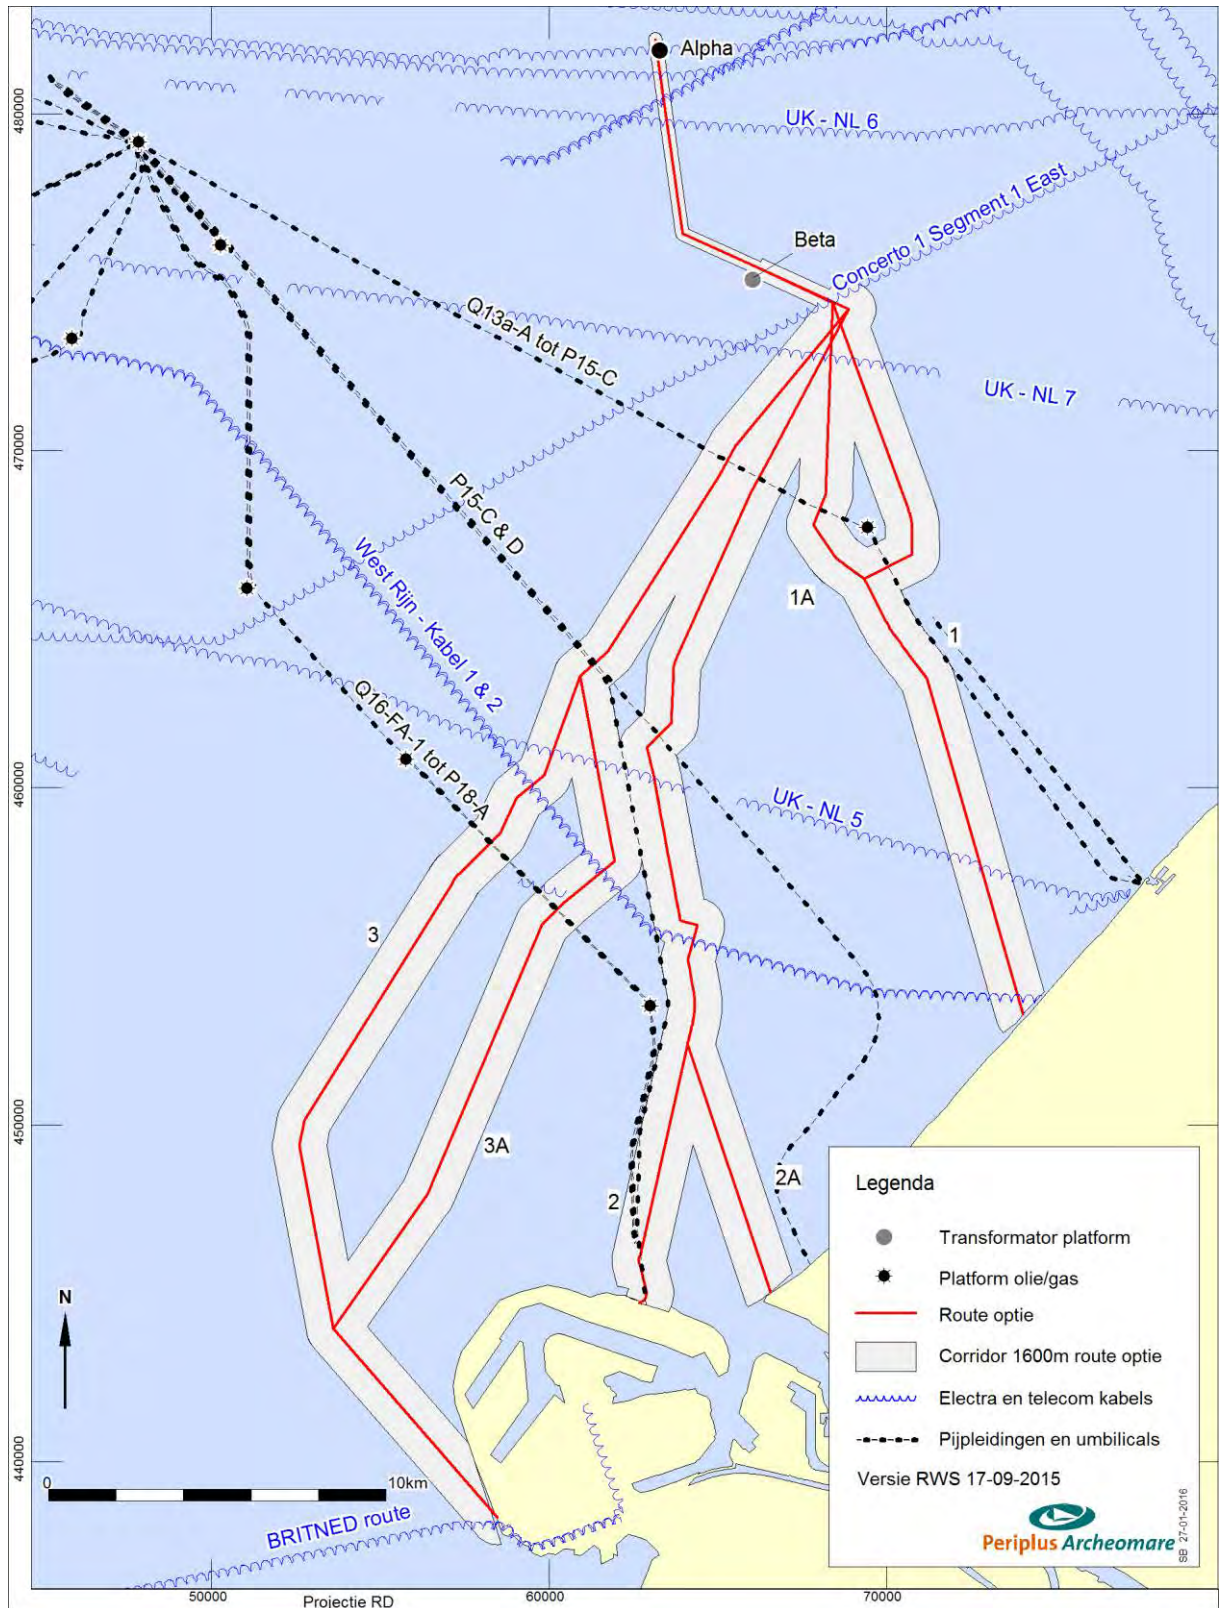 Alpha
480000
UK - NL 6
Concerto 1 Segment 1 East
Beta
Q13a-A tot P15-C
UK - NL 7
470000
P15-C & D
West Rijn - Kabel 1 & 2
1A
1
Q16-FA-1 tot P18-A
460000
UK - NL 5
3
450000
3A
2
2A
Legenda
Transformator platform
Platform olie/gas
Route optie
Corridor 1600m route optie
Electra en telecom kabels
Pijpleidingen en umbilicals
Versie RWS 17-09-2015
Periplus Archeomare
SB 27-01-2016
N
440000
0
10km
BRITNED route
50000
60000
70000
Projectie RD